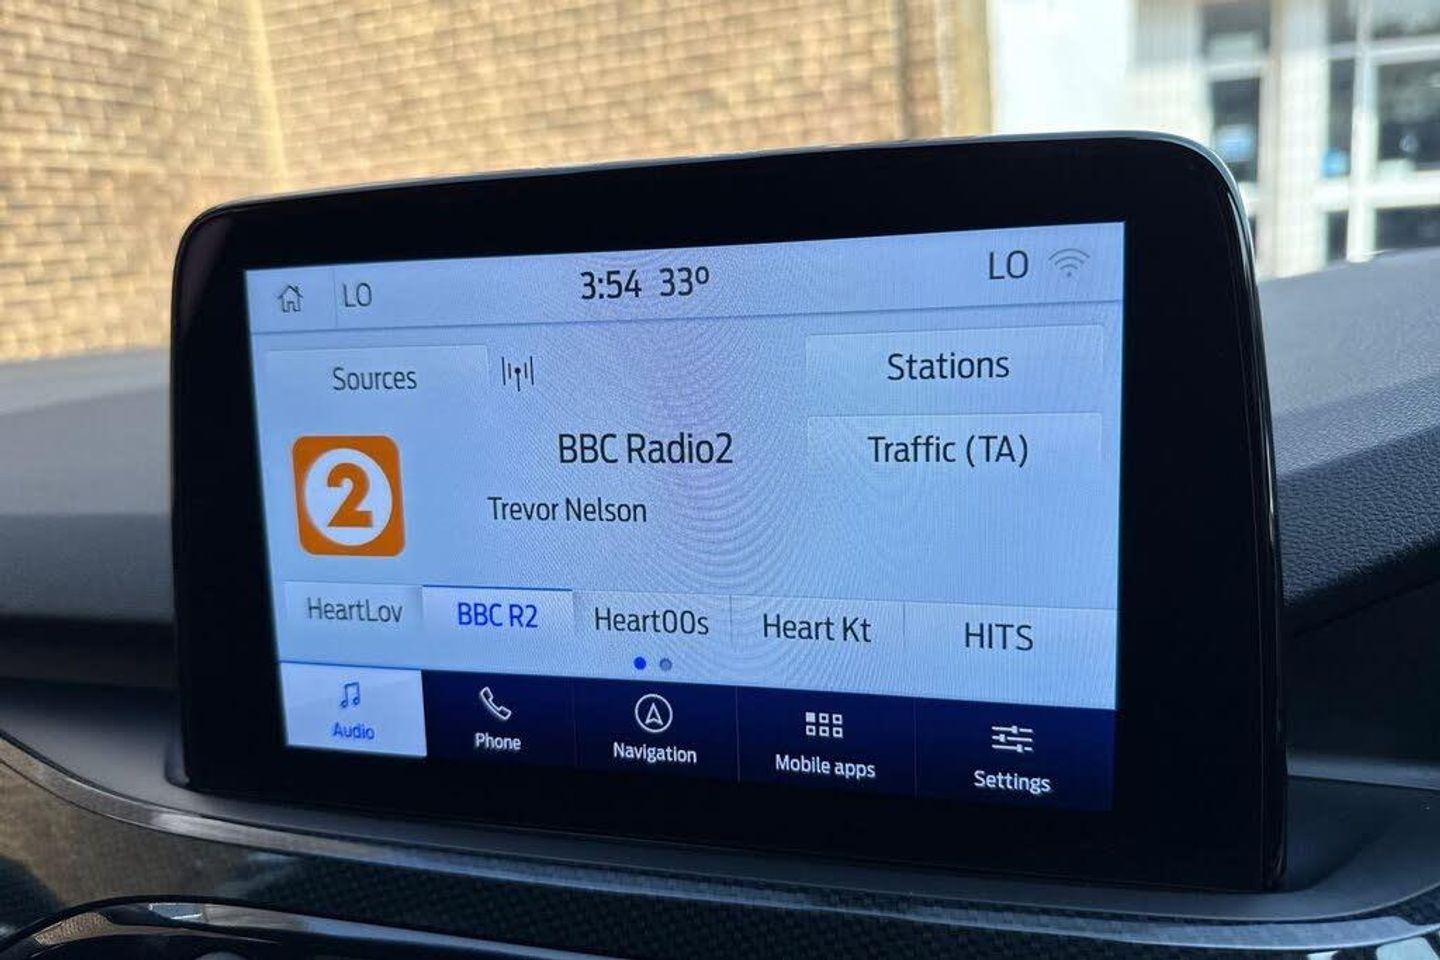 LO 3:54 33º LO
Sources Stations
BBC Radio2 Traffic (TA)
2
Trevor Nelson
HeartLov BBC R2 Heart00s Heart Kt HITS
Audio Phone Navigation Mobile apps Settings